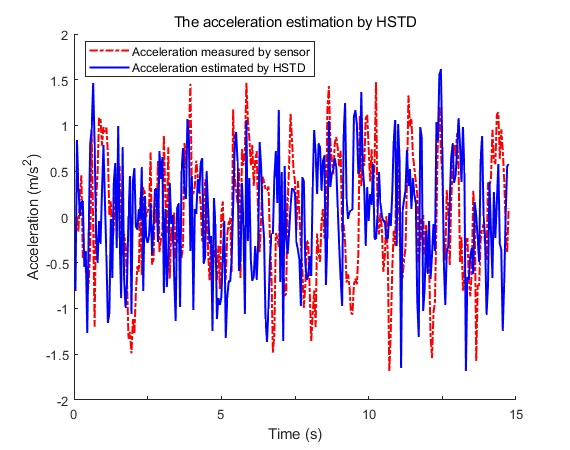 The acceleration estimation by HSTD
Acceleration measured by sensor
Acceleration estimated by HSTD
Acceleration (m/s²)
2
1.5
1
0.5
0
-0.5
-1
-1.5
-2
0
5
10
15
Time (s)